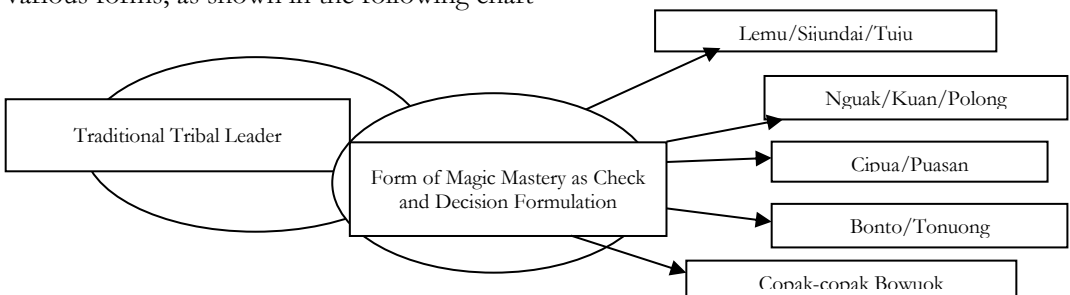 various forms, as shown in the following chart
Lemu/Sijundai/Tuju
Nguak/Kuan/Polong
Traditional Tribal Leader
Cipua/Puasan
Form of Magic Mastery as Check
and Decision Formulation
Bonto/Tonuong
Copak-copak Bowuok